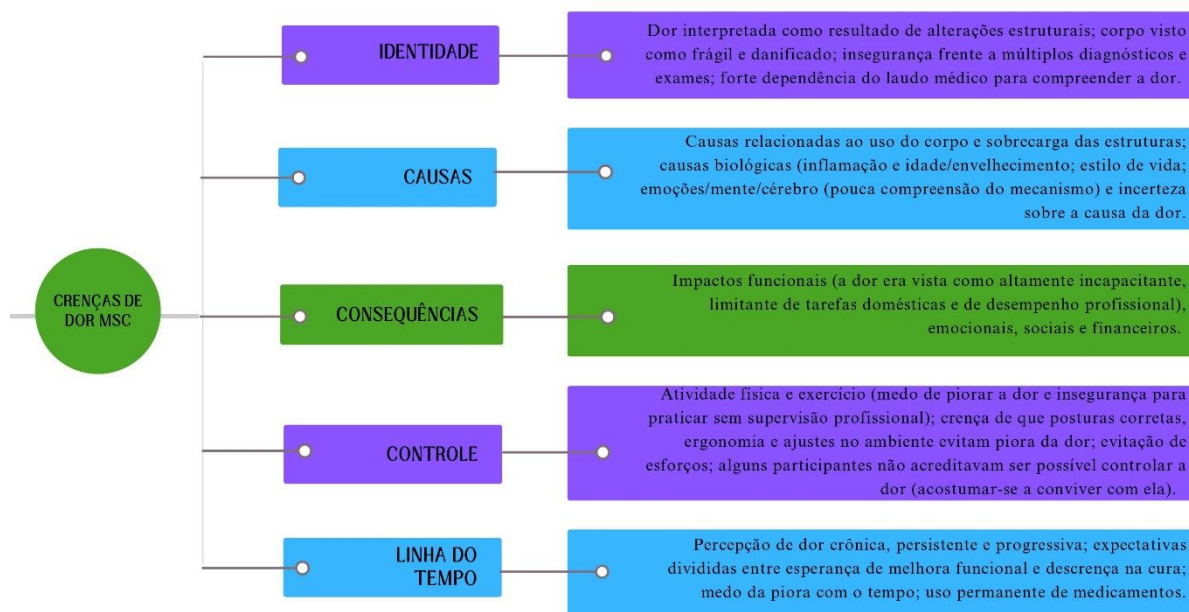 CRENÇAS DE
DOR MSC
IDENTIDADE
Dor interpretada como resultado de alterações estruturais; corpo visto
como frágil e danificado; insegurança frente a múltiplos diagnósticos e
exames; forte dependência do laudo médico para compreender a dor.
CAUSAS
Causas relacionadas ao uso do corpo e sobrecarga das estruturas;
causas biológicas (inflamação e idade/envelhecimento; estilo de vida;
emoções/mente/cérebro (pouca compreensão do mecanismo) e incerteza
sobre a causa da dor.
CONSEQUÊNCIAS
Impactos funcionais (a dor era vista como altamente incapacitante,
limitante de tarefas domésticas e de desempenho profissional),
emocionais, sociais e financeiros.
CONTROLE
Atividade física e exercício (medo de piorar a dor e insegurança para
praticar sem supervisão profissional); crença de que posturas corretas,
ergonomia e ajustes no ambiente evitam piora da dor; evitação de
esforços; alguns participantes não acreditavam ser possível controlar a
dor (acostumar-se a conviver com ela).
LINHA DO
TEMPO
Percepção de dor crônica, persistente e progressiva; expectativas
divididas entre esperança de melhora funcional e descrença na cura;
medo da piora com o tempo; uso permanente de medicamentos.